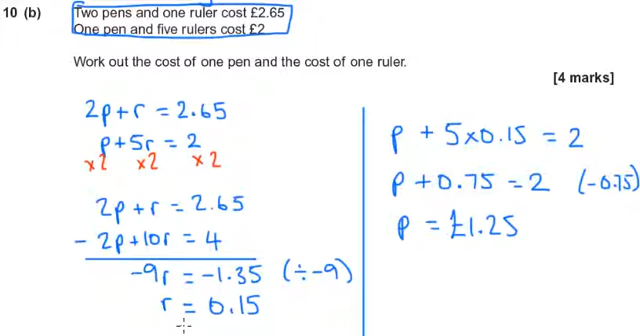 10 (b) Two pens and one ruler cost £2.65
One pen and five rulers cost £2
Work out the cost of one pen and the cost of one ruler.
[4 marks]
2p + r = 2.65
p + 5r = 2
×2 ×2 ×2
2p + r = 2.65
- 2p + 10r = 4
-9r = -1.35 (÷ -9)
r = 0.15
p + 5×0.15 = 2
p + 0.75 = 2 (-0.75)
p = £1.25